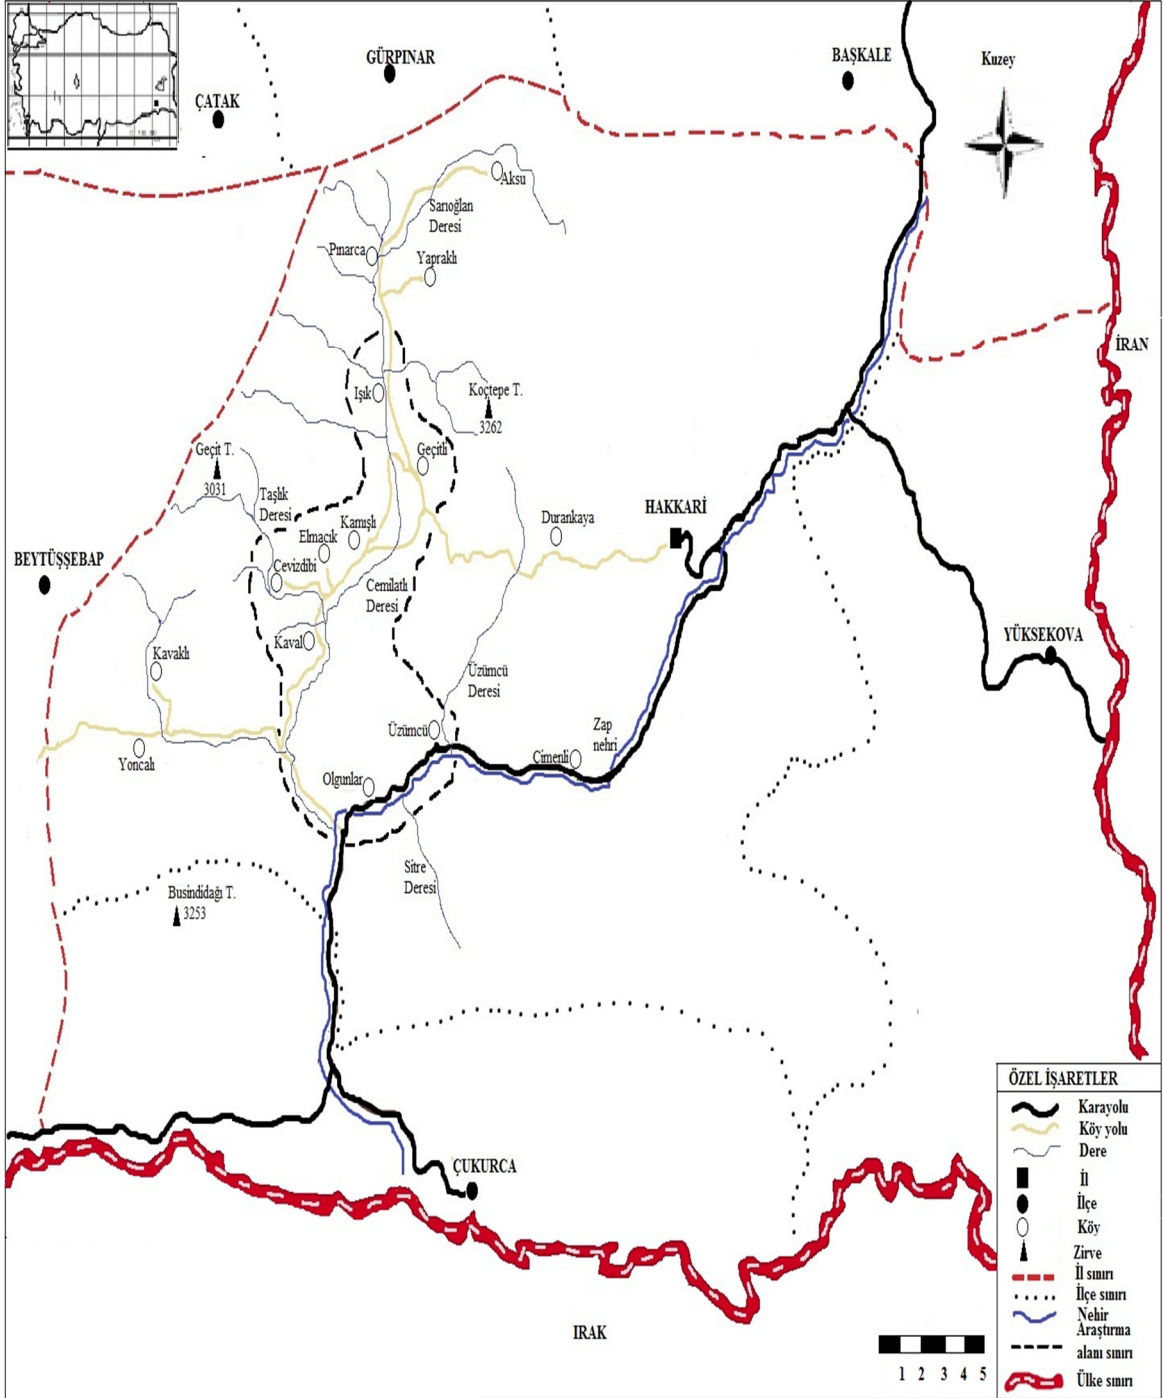 GÜRPINAR
BAŞKALE
Kuzey
ÇATAK
Aksu
Sarıoğlan
Deresi
Pınarca
Yapraklı
İRAN
Işık
Koçtepe T.
3262
Geçit T.
3031
Geçitli
Taşlık
Deresi
HAKKARİ
Durankaya
Kamışlı
Elmaçık
BEYTÜŞŞEBAP
Cevizdibi
Cemilatlı
Deresi
Kaval
YÜKSEKOVA
Kavaklı
Üzümcü
Deresi
Üzümcü
Zap
nehri
Yoncalı
Çimenli
Olgunlar
Sitre
Deresi
Busindidağı T.
3253
ÇUKURCA
IRAK
ÖZEL İŞARETLER
Karayolu
Köy yolu
Dere
İl
İlçe
Köy
Zirve
İl sınırı
İlçe sınırı
Nehir
Araştırma
alanı sınırı
Ülke sınırı
1 2 3 4 5